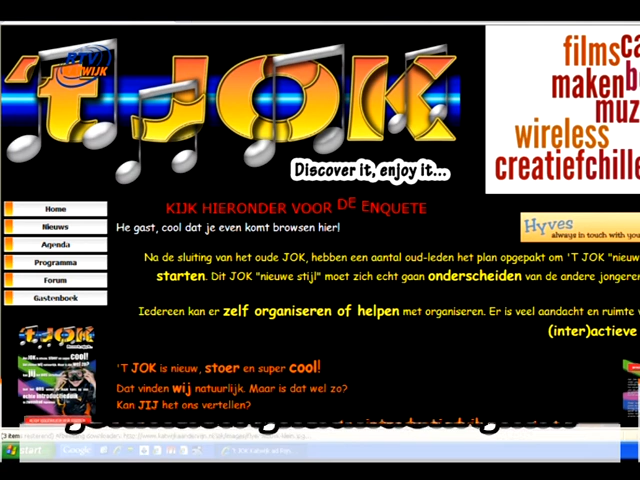 RTV
WIJK
't JOK
Discover it, enjoy it...
films
maken
wireless
creatiefchille
KIJK HIERONDER VOOR DE ENQUETE
Home
Nieuws
Agenda
Programma
Forum
Gastenboek
He gast, cool dat je even komt browsen hier!
Hyves
always in touch with you
Na de sluiting van het oude JOK, hebben een aantal oud-leden het plan opgepakt om 'T JOK "nieuw
starten. Dit JOK "nieuwe stijl" moet zich echt gaan onderscheiden van de andere jongere
Iedereen kan er zelf organiseren of helpen met organiseren. Er is veel aandacht en ruimte v
(inter)actieve
'T JOK is nieuw, stoer en super cool!
Dat vinden wij natuurlijk. Maar is dat wel zo?
Kan JIJ het ons vertellen?
start
Google